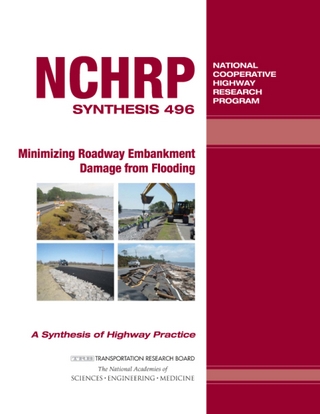 NCHRP
SYNTHESIS 496
NATIONAL
COOPERATIVE
HIGHWAY
RESEARCH
PROGRAM
Minimizing Roadway Embankment
Damage from Flooding
A Synthesis of Highway Practice
TRANSPORTATION RESEARCH BOARD
The National Academies of
SCIENCES • ENGINEERING • MEDICINE